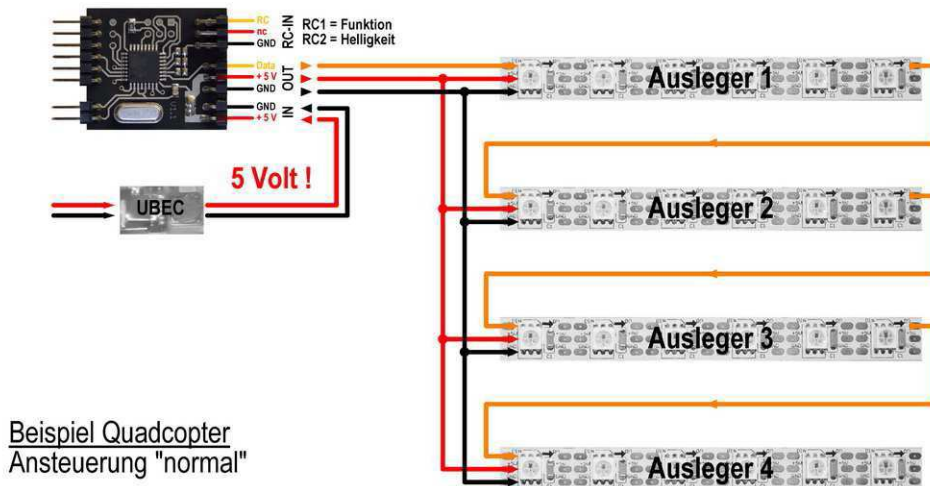 RC
nc
GND
RC-IN
RC1 = Funktion
RC2 = Helligkeit
Data
+ 5 V
GND
OUT
GND
+ 5 V
IN
5 Volt !
UBEC
Ausleger 1
Ausleger 2
Ausleger 3
Ausleger 4
Beispiel Quadcopter
Ansteuerung "normal"